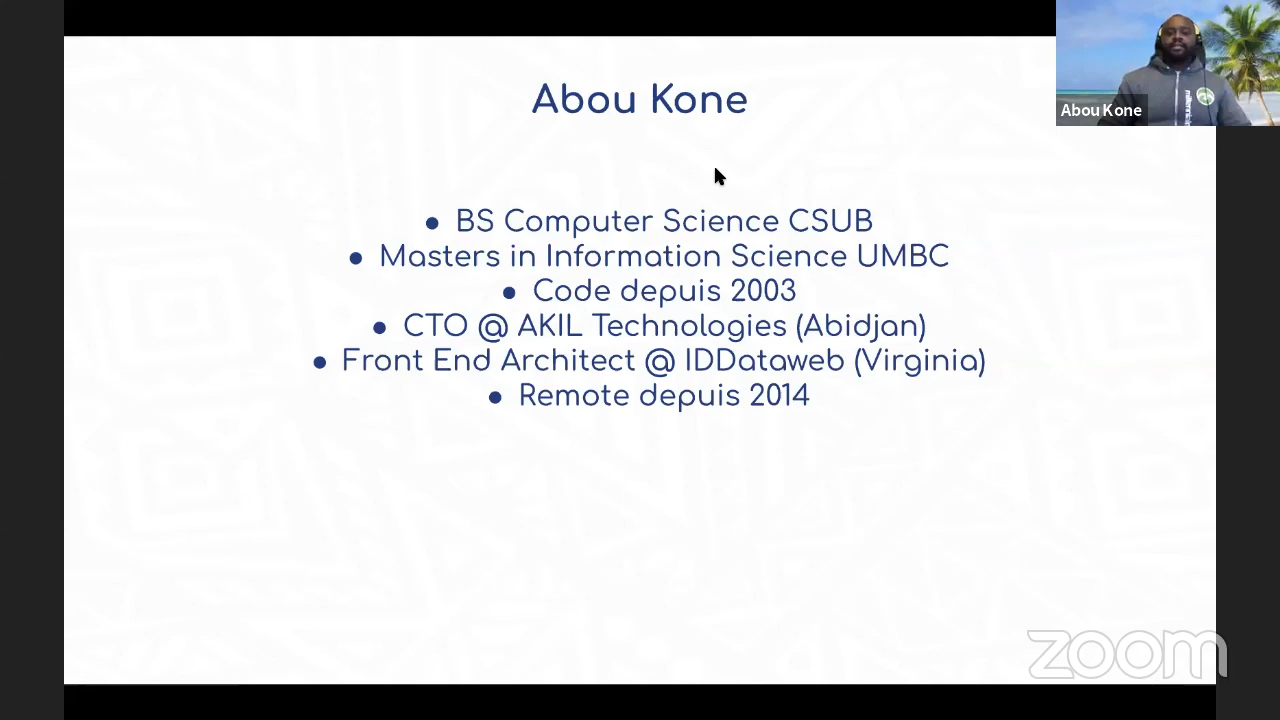 Abou Kone
Abou Kone
● BS Computer Science CSUB
● Masters in Information Science UMBC
● Code depuis 2003
● CTO @ AKIL Technologies (Abidjan)
● Front End Architect @ IDDataweb (Virginia)
● Remote depuis 2014
zoom